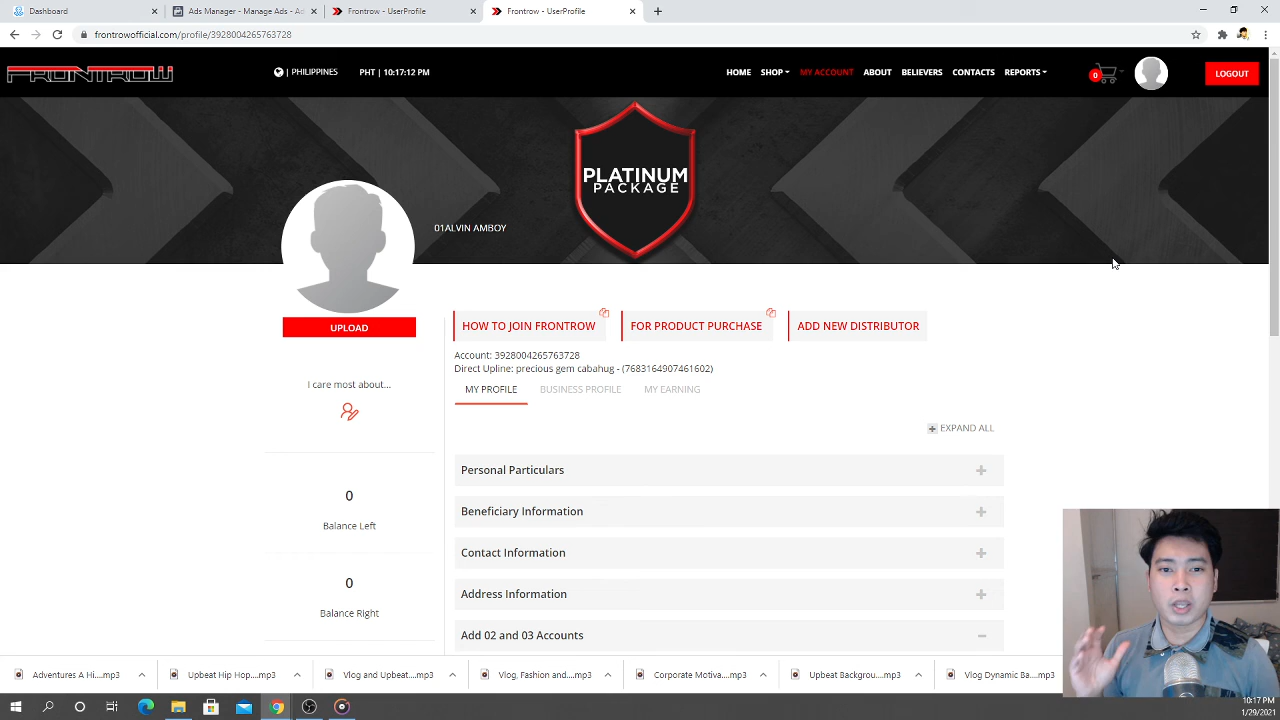 Dashboard
Ads Manager - Manage Ads - Ad
Frontrow - UserProfile
Frontrow - UserProfile
frontrowofficial.com/profile/3928004265763728
FRONTROW
| PHILIPPINES
PHT | 10:17:12 PM
HOME
SHOP
MY ACCOUNT
ABOUT
BELIEVERS
CONTACTS
REPORTS
0
LOGOUT
PLATINUM
PACKAGE
01ALVIN AMBOY
UPLOAD
HOW TO JOIN FRONTROW
FOR PRODUCT PURCHASE
ADD NEW DISTRIBUTOR
Account: 3928004265763728
Direct Upline: precious gem cabahug - (7683164907461602)
I care most about...
MY PROFILE
BUSINESS PROFILE
MY EARNING
EXPAND ALL
Personal Particulars
0
Balance Left
Beneficiary Information
Contact Information
0
Balance Right
Address Information
Add 02 and 03 Accounts
Adventures A Hi....mp3
Upbeat Hip Hop....mp3
Vlog and Upbeat....mp3
Vlog, Fashion and....mp3
Corporate Motiva....mp3
Upbeat Backgrou....mp3
Vlog Dynamic Ba....mp3
10:17 PM
1/29/2021